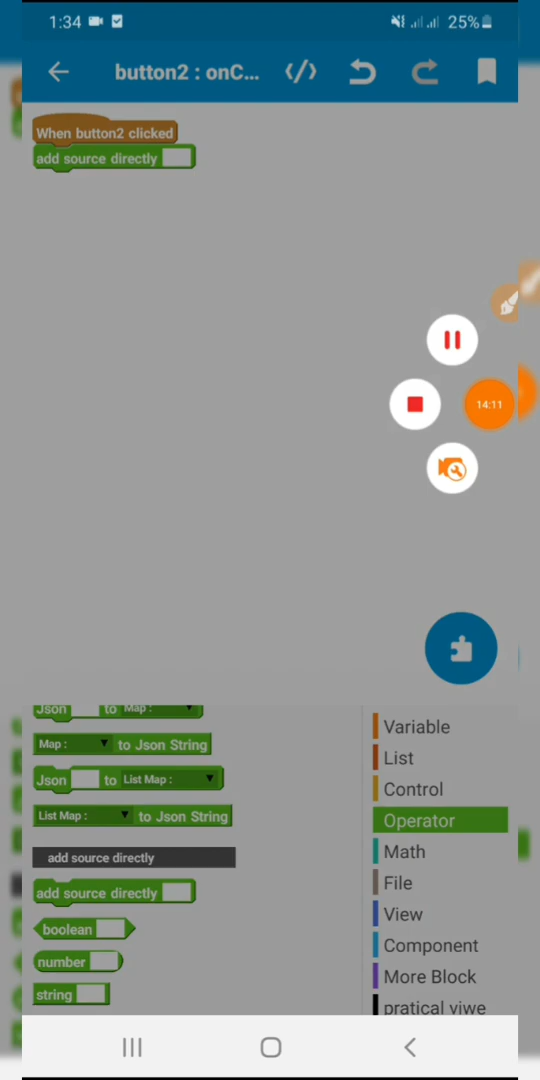 1:34
25%
button2 : onC...
When button2 clicked
add source directly
14:11
Json to Map :
Map : to Json String
Json to List Map :
List Map : to Json String
add source directly
add source directly
boolean
number
string
Variable
List
Control
Operator
Math
File
View
Component
More Block
pratical viwe